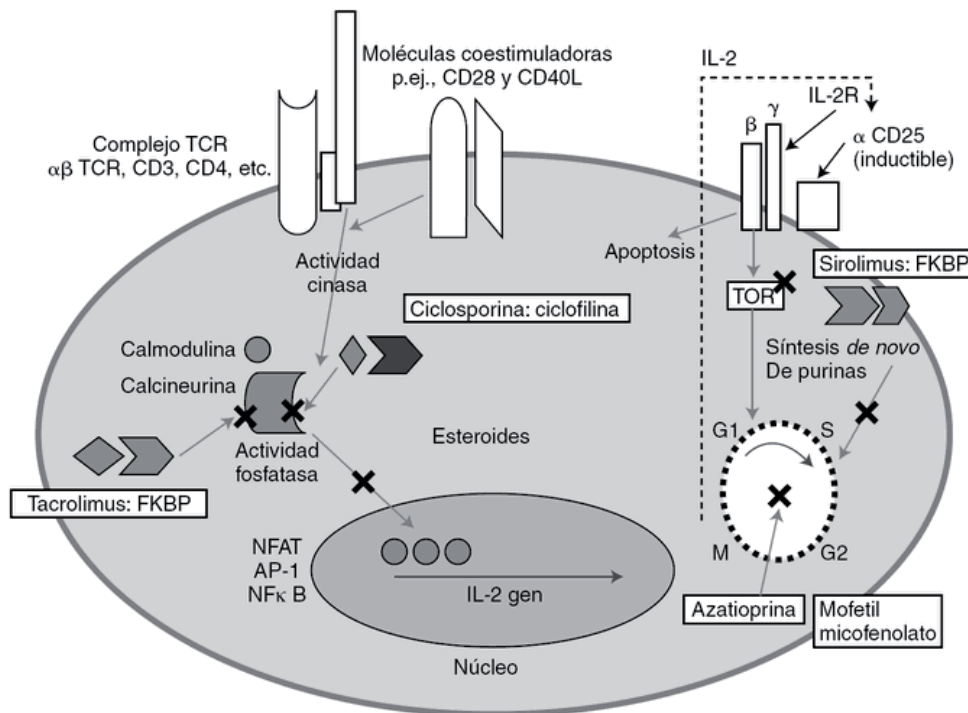 Moléculas coestimuladoras
p.ej., CD28 y CD40L
Complejo TCR
αβ TCR, CD3, CD4, etc.
IL-2
IL-2R
β
γ
α CD25
(inductible)
Actividad
cinasa
Apoptosis
Sirolimus: FKBP
TOR
Ciclosporina: ciclofilina
Calmodulina
Calcineurina
Síntesis de novo
De purinas
Esteroides
G1
S
Actividad
fosfatasa
Tacrolimus: FKBP
NFAT
AP-1
NFκ B
IL-2 gen
M
G2
Azatioprina
Mofetil
micofenolato
Núcleo